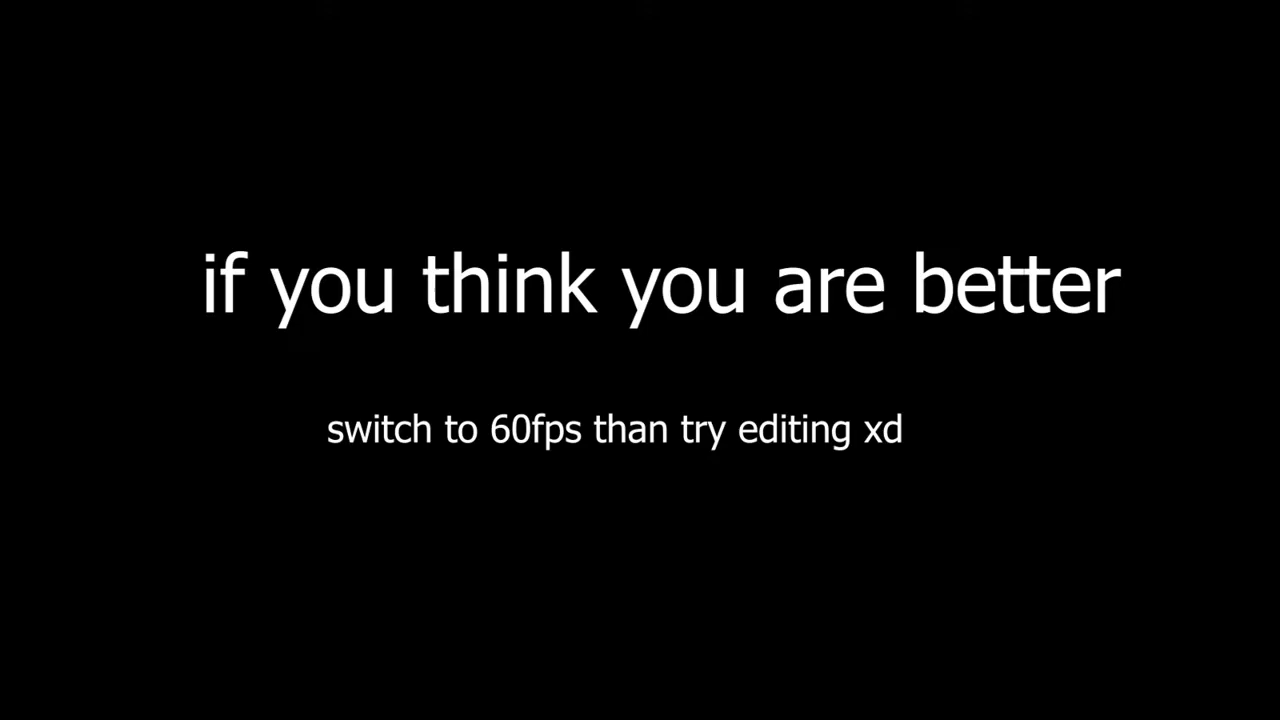 if you think you are better
switch to 60fps than try editing xd